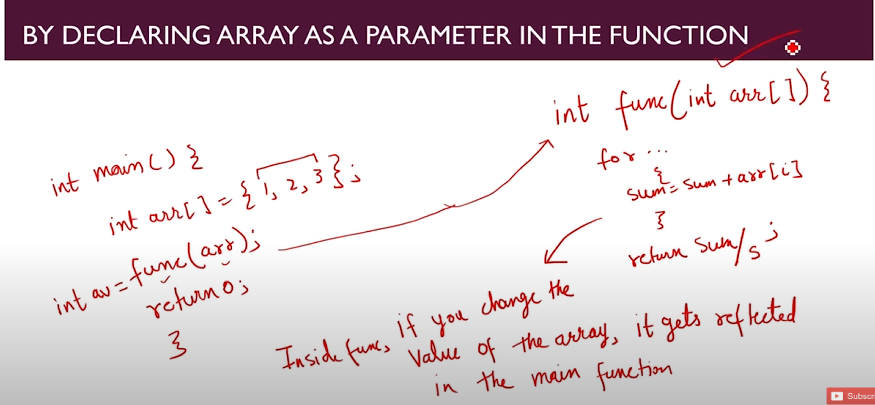 BY DECLARING ARRAY AS A PARAMETER IN THE FUNCTION
int main() {
int arr[] = {1, 2, 3};
int av = func(arr);
return 0;
}
int func(int arr[]) {
for ...
{
sum = sum + arr[i]
}
return sum/5;
Inside func, if you change the
value of the array, it gets reflected
in the main function
Subscr